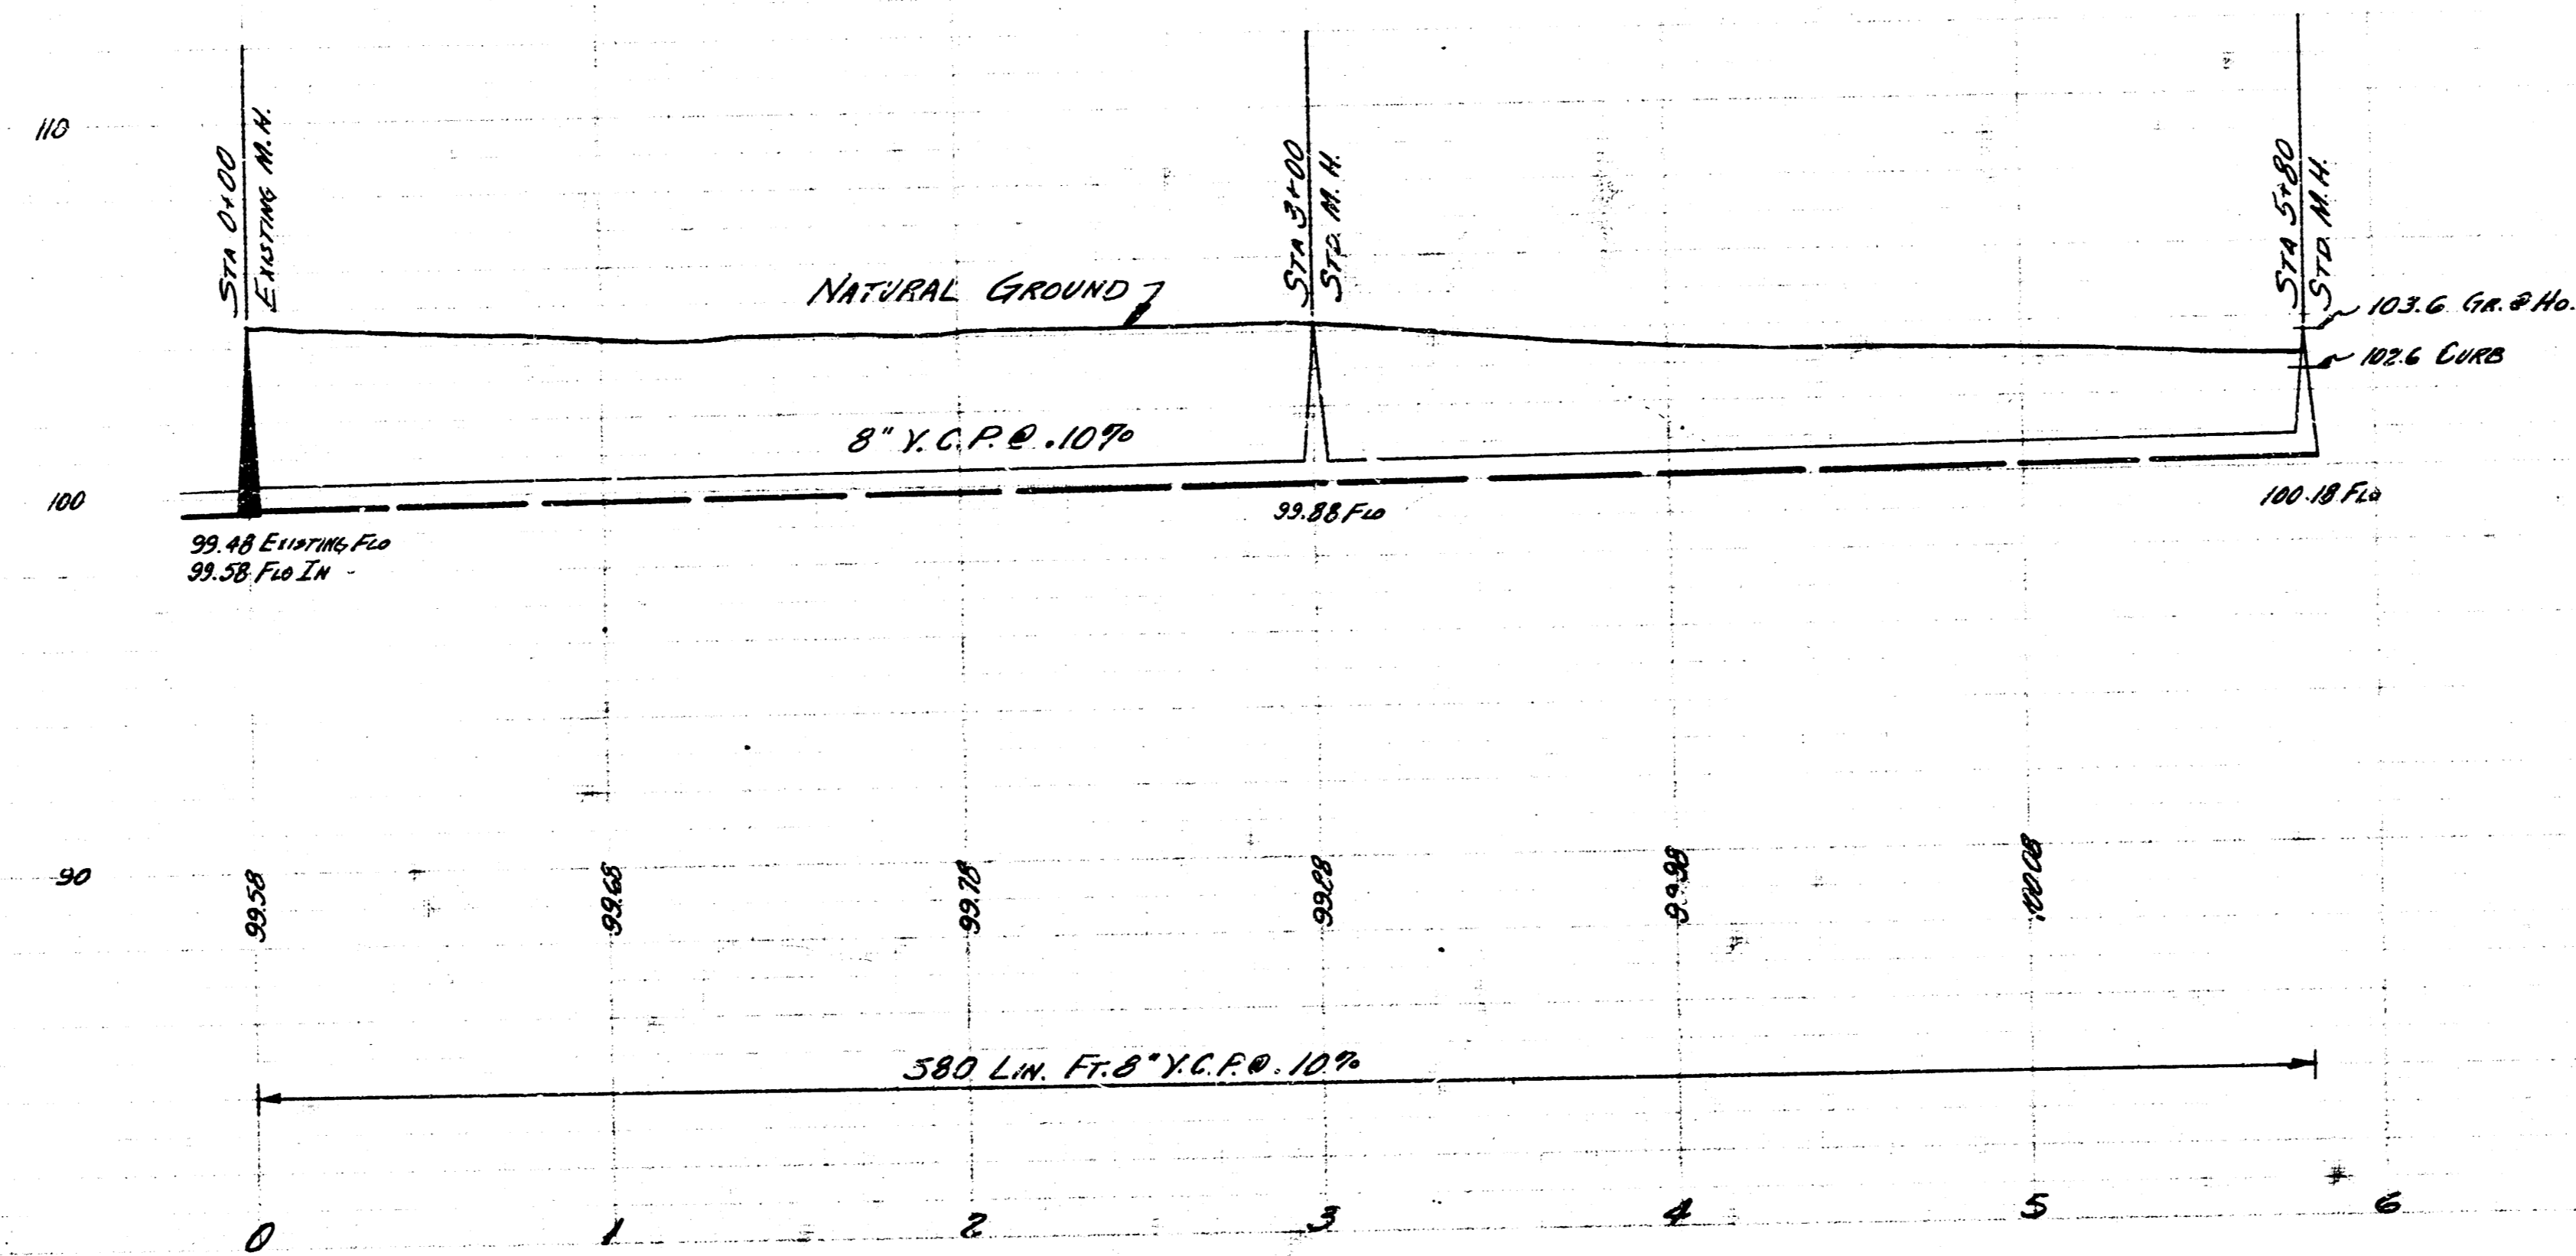 110
STA 0+00
EXISTING M.H.
STA 3+00
STD. M.H.
STA 5+80
STD. M.H.
NATURAL GROUND
103.6 GR. @ HO.
102.6 CURB
8" V.C.P. @ .10%
100
99.48 EXISTING FLO
99.58 FLO IN
99.88 FLO
100.18 FLO
90
99.58
99.68
99.78
99.88
99.98
100.08
580 LIN. FT. 8" V.C.P. @ .10%
0
1
2
3
4
5
6